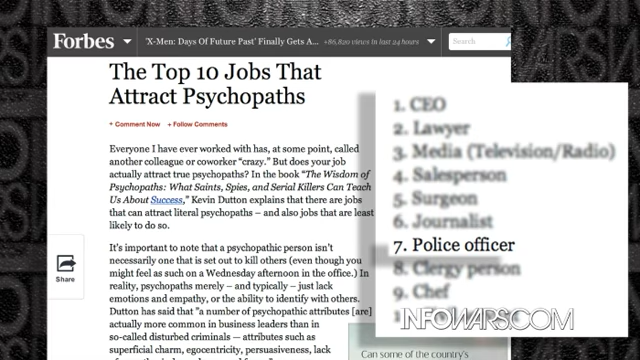 Forbes
'X-Men: Days Of Future Past' Finally Gets A... +86,820 views in last 24 hours
Search
The Top 10 Jobs That
Attract Psychopaths
+ Comment Now + Follow Comments
Everyone I have ever worked with has, at some point, called
another colleague or coworker “crazy.” But does your job
actually attract true psychopaths? In the book “The Wisdom of
Psychopaths: What Saints, Spies, and Serial Killers Can Teach
Us About Success,” Kevin Dutton explains that there are jobs
that can attract literal psychopaths – and also jobs that are least
likely to do so.
It's important to note that a psychopathic person isn't
necessarily one that is set out to kill others (even though you
might feel as such on a Wednesday afternoon in the office.) In
reality, psychopaths merely – and typically – just lack
emotions and empathy, or the ability to identify with others.
Dutton has said that "a number of psychopathic attributes [are]
actually more common in business leaders than in
so-called disturbed criminals — attributes such as
superficial charm, egocentricity, persuasiveness, lack
Share
1. CEO
2. Lawyer
3. Media (Television/Radio)
4. Salesperson
5. Surgeon
6. Journalist
7. Police officer
8. Clergy person
9. Chef
INFOWARS.COM
Can some of the country's